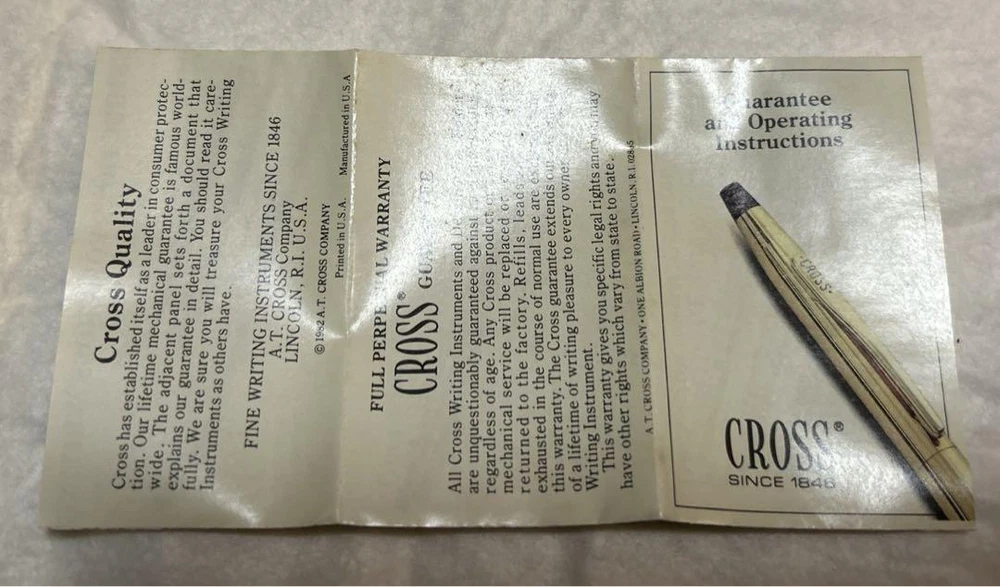 Cross Quality
Cross has established itself as a leader in consumer protec-
tion. Our lifetime mechanical guarantee is famous world-
wide. The adjacent panel sets forth a document that
explains our guarantee in detail. You should read it care-
fully. We are sure you will treasure your Cross Writing
Instruments as others have.
FINE WRITING INSTRUMENTS SINCE 1846
A.T. CROSS Company
LINCOLN, R.I. U.S.A.
© A.T. CROSS COMPANY
Printed in U.S.A. Manufactured in U.S.A
FULL WARRANTY
CROSS®
All Cross Writing Instruments and
are unquestionably guaranteed against
regardless of age. Any Cross product
mechanical service will be replaced or
returned to the factory. Refills, leads
exhausted in the course of normal use are
this warranty. The Cross guarantee extends
of a lifetime of writing pleasure to every owner
Writing Instrument.
This warranty gives you specific legal rights and may
have other rights which vary from state to state.
A.T. CROSS COMPANY • ONE ALBION ROAD • LINCOLN, R.I. 02865
Guarantee
and Operating
Instructions
CROSS
CROSS®
SINCE 1846